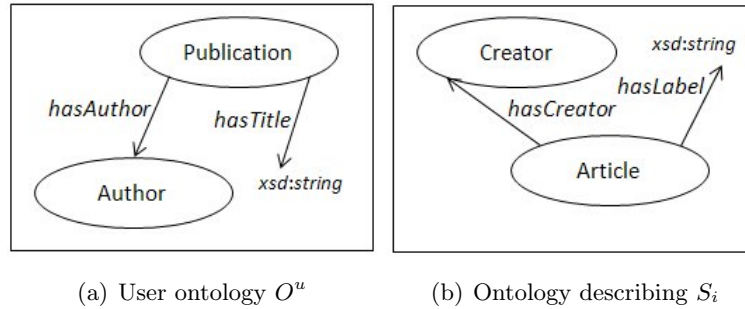 Publication
hasAuthor
hasTitle
Author
xsd:string
(a) User ontology O^u
Creator
xsd:string
hasLabel
hasCreator
Article
(b) Ontology describing S_i